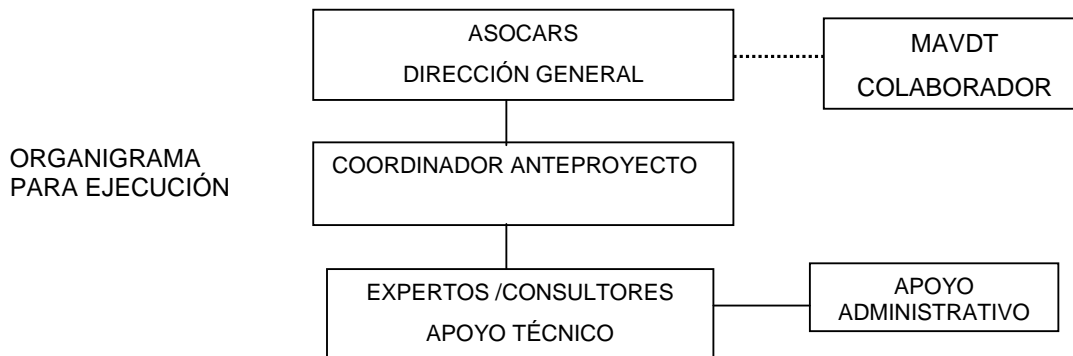 ASOCARS
DIRECCIÓN GENERAL
MAVDT
COLABORADOR
ORGANIGRAMA
PARA EJECUCIÓN
COORDINADOR ANTEPROYECTO
EXPERTOS /CONSULTORES
APOYO TÉCNICO
APOYO
ADMINISTRATIVO